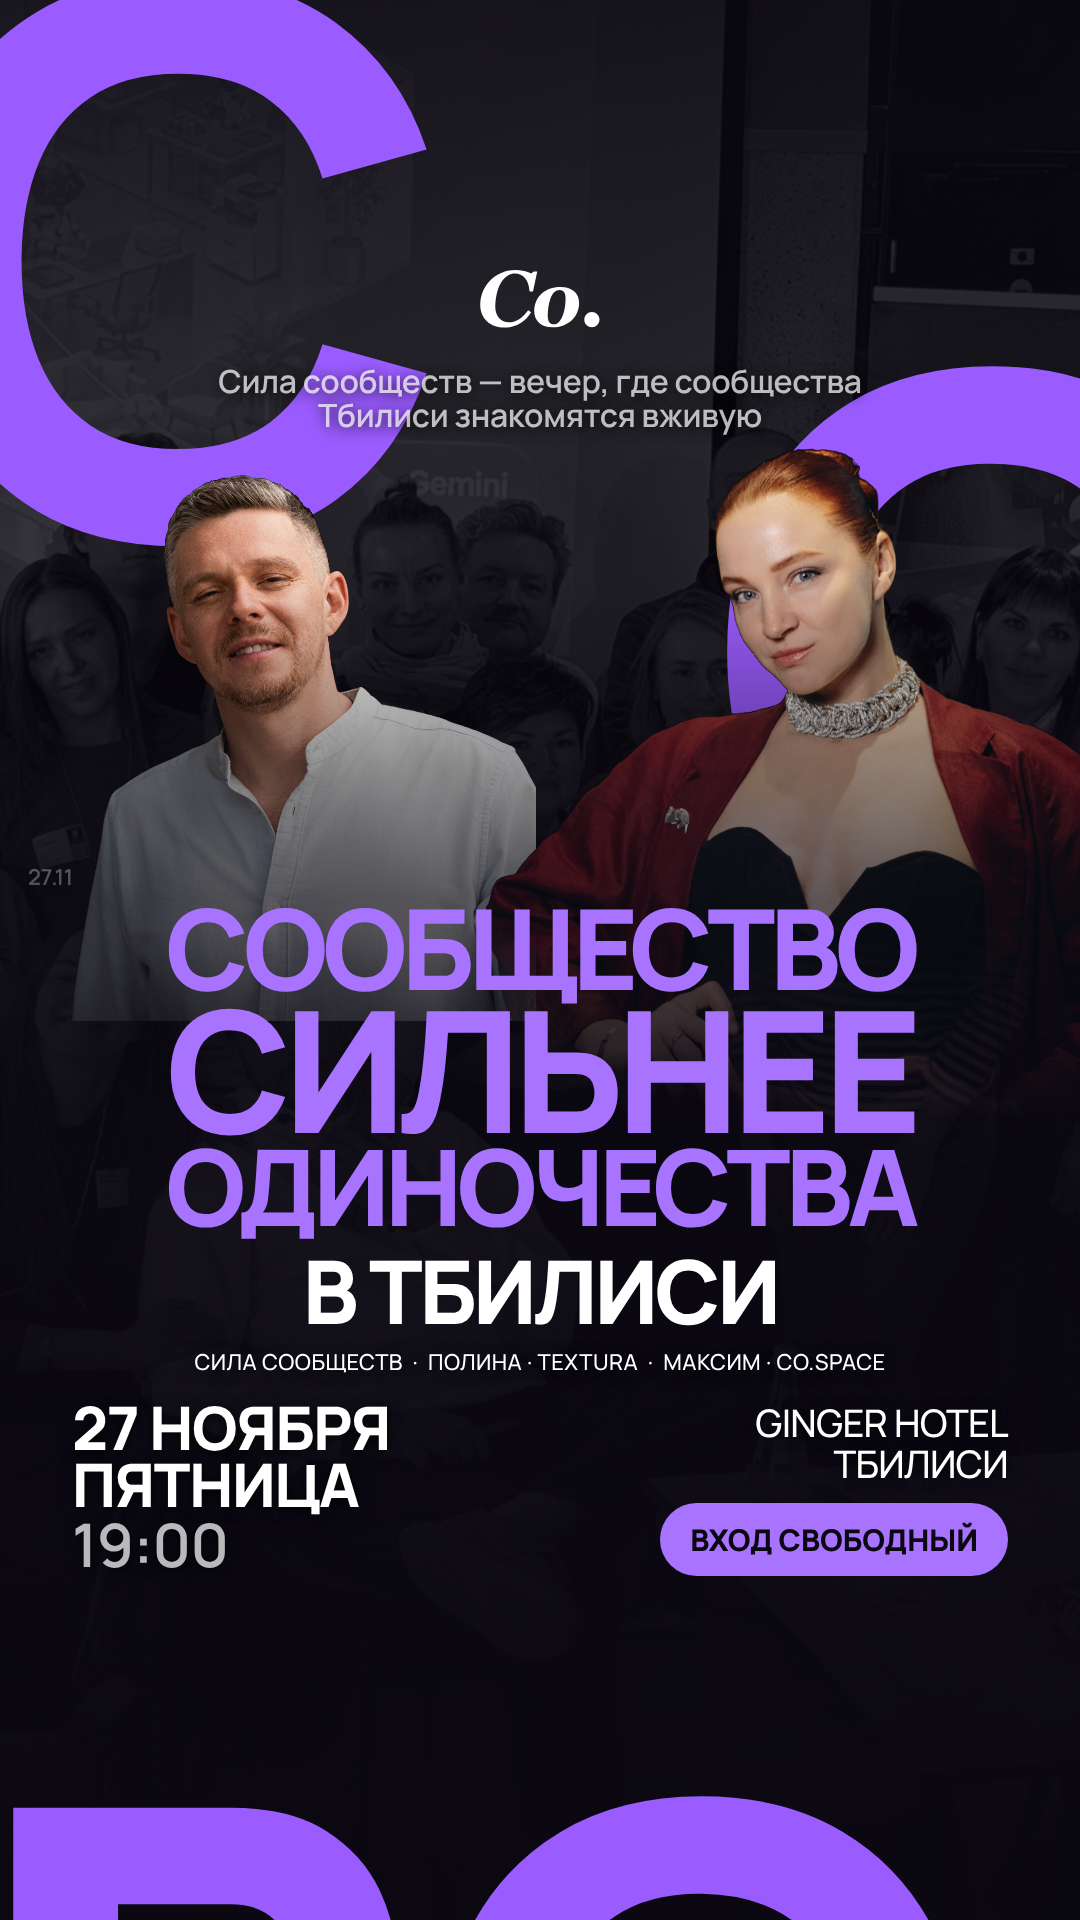 Co.
Сила сообществ — вечер, где сообщества
Тбилиси знакомятся вживую
Gemini
27.11
СООБЩЕСТВО
СИЛЬНЕЕ
ОДИНОЧЕСТВА
В ТБИЛИСИ
СИЛА СООБЩЕСТВ · ПОЛИНА · TEXTURA · МАКСИМ · CO.SPACE
27 НОЯБРЯ
ПЯТНИЦА
19:00
GINGER HOTEL
ТБИЛИСИ
ВХОД СВОБОДНЫЙ